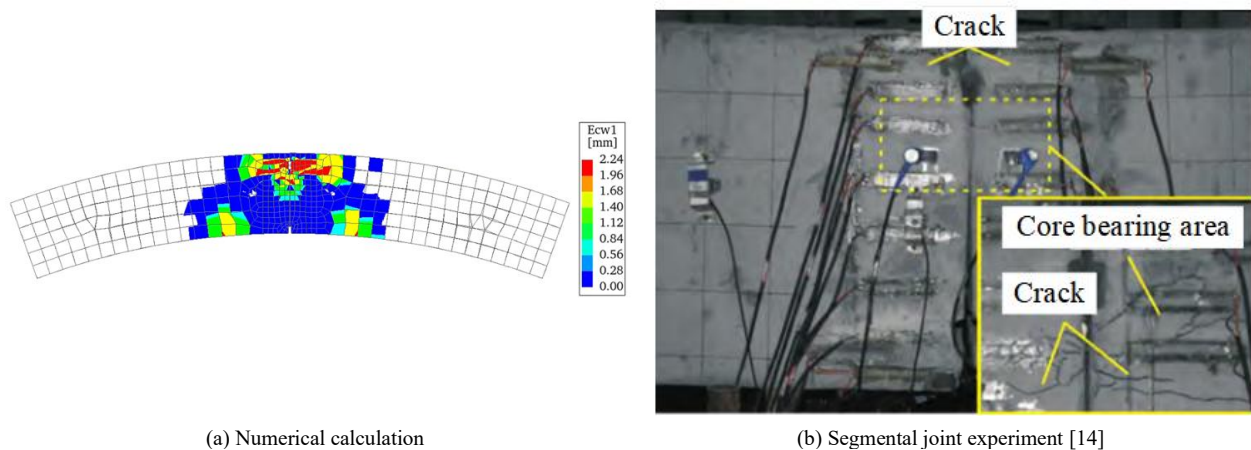 Ecw1
[mm]
2.24
1.96
1.68
1.40
1.12
0.84
0.56
0.28
0.00
Crack
Core bearing area
Crack
(a) Numerical calculation
(b) Segmental joint experiment [14]